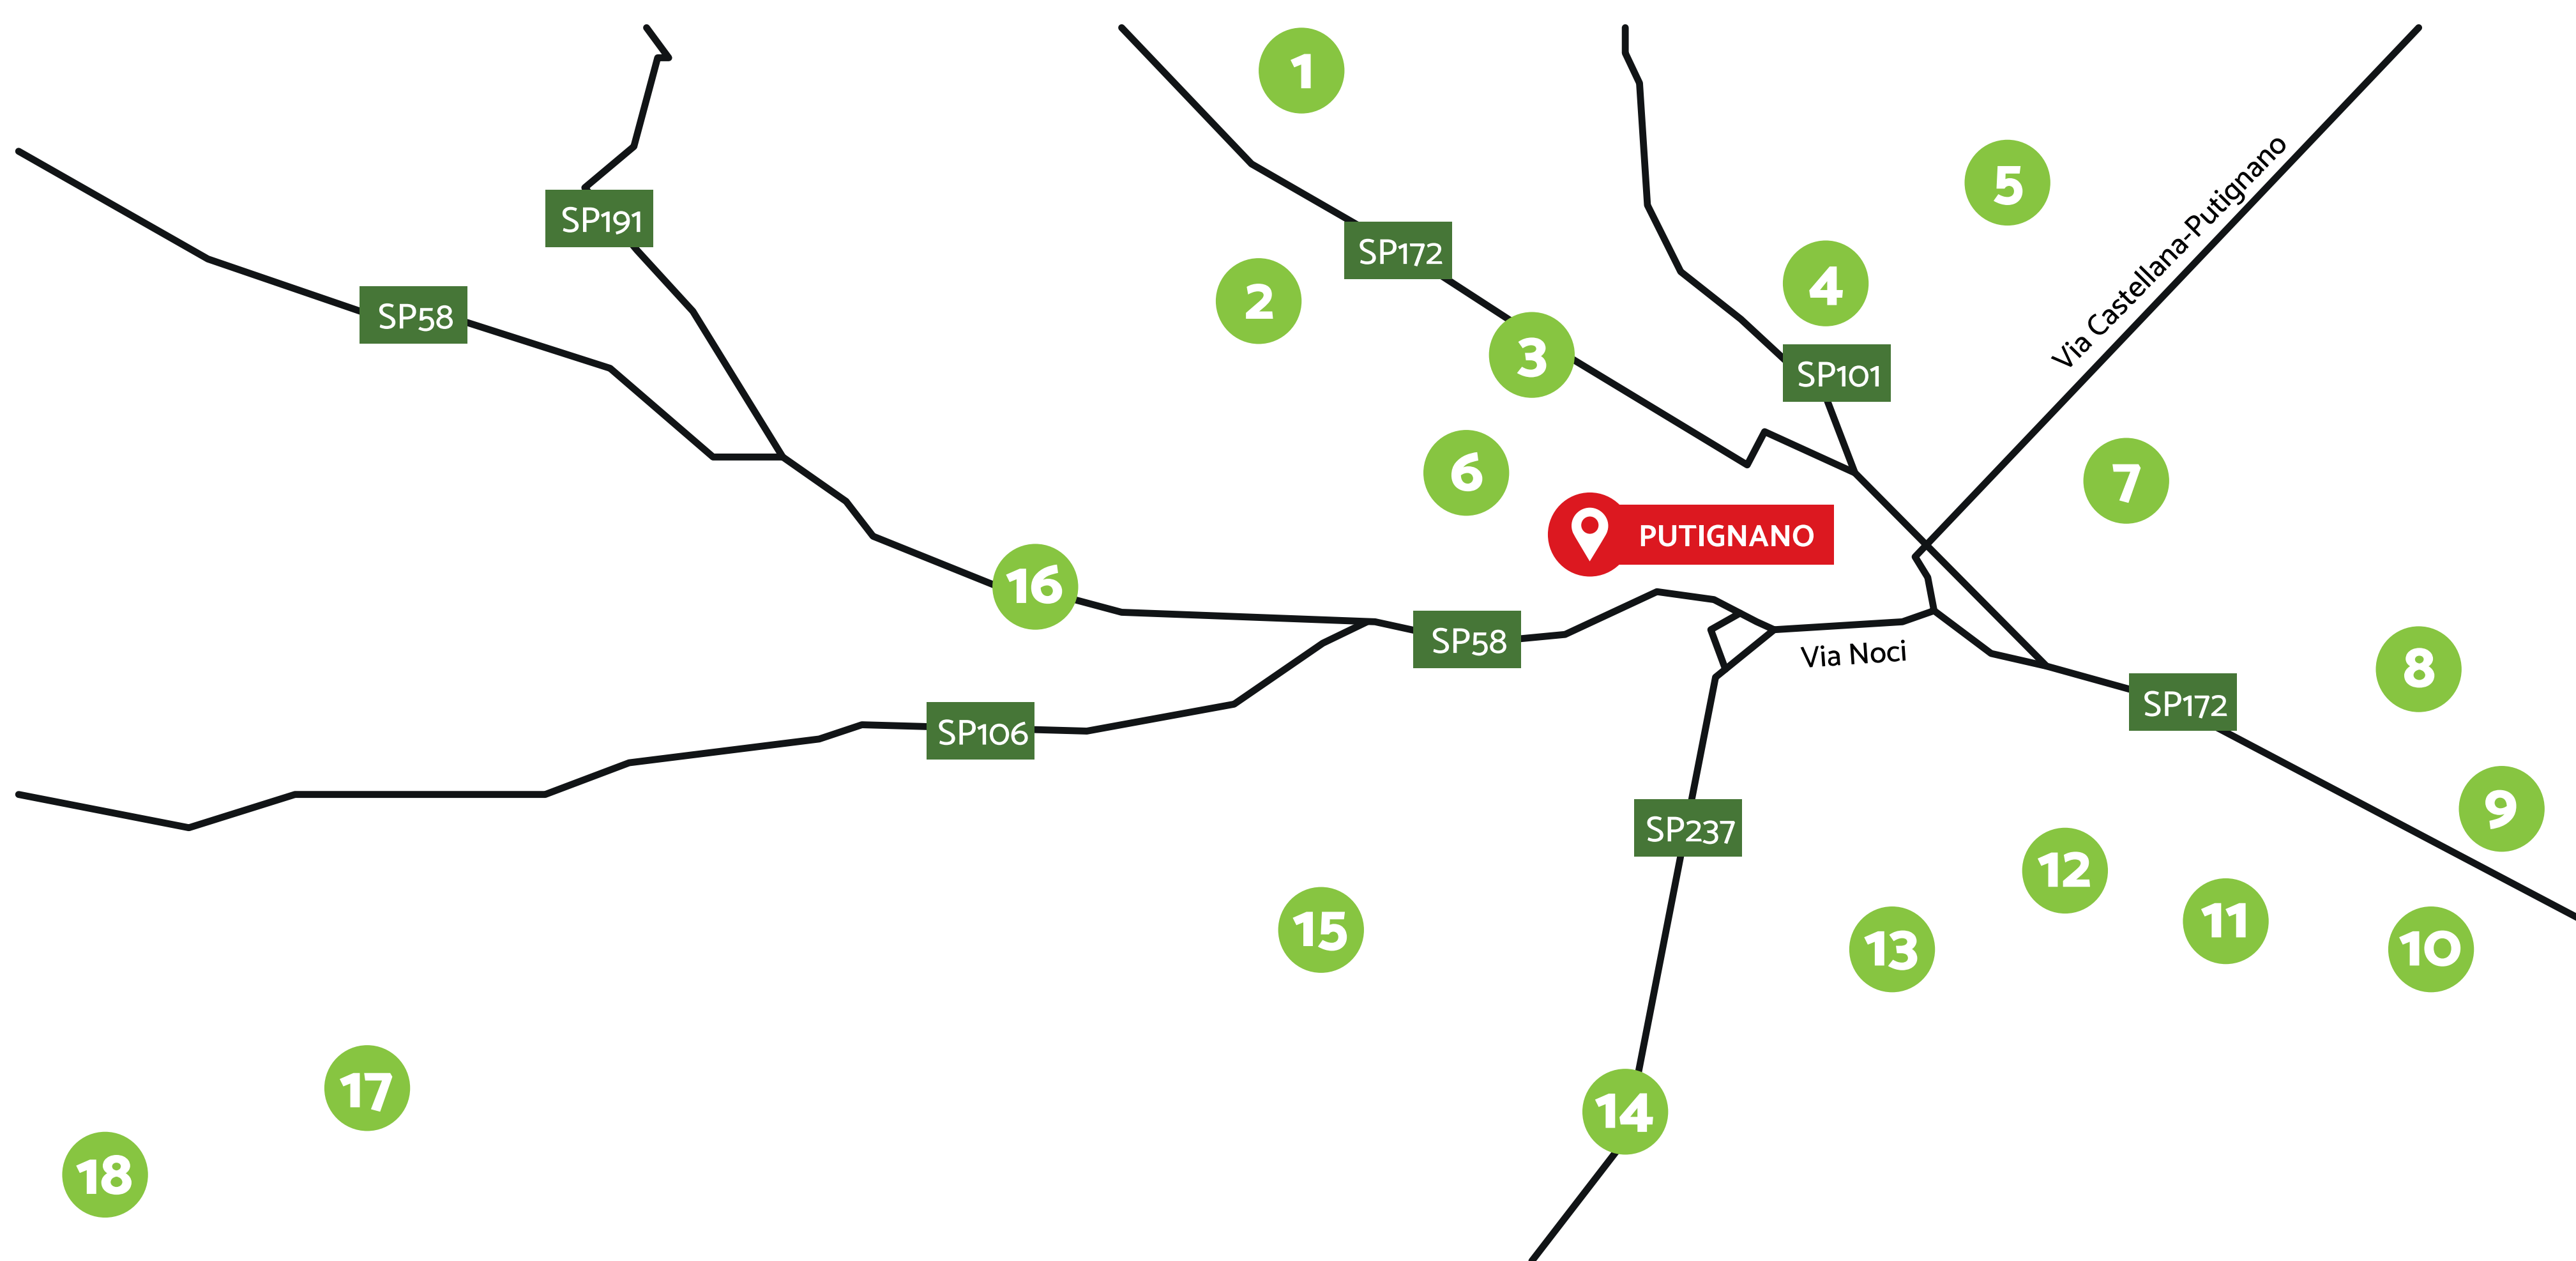 1
5
SP191
SP172
4
2
SP58
3
SP101
Via Castellana-Putignano
6
7
PUTIGNANO
16
SP58
Via Noci
8
SP172
SP106
9
SP237
12
11
15
13
10
17
14
18